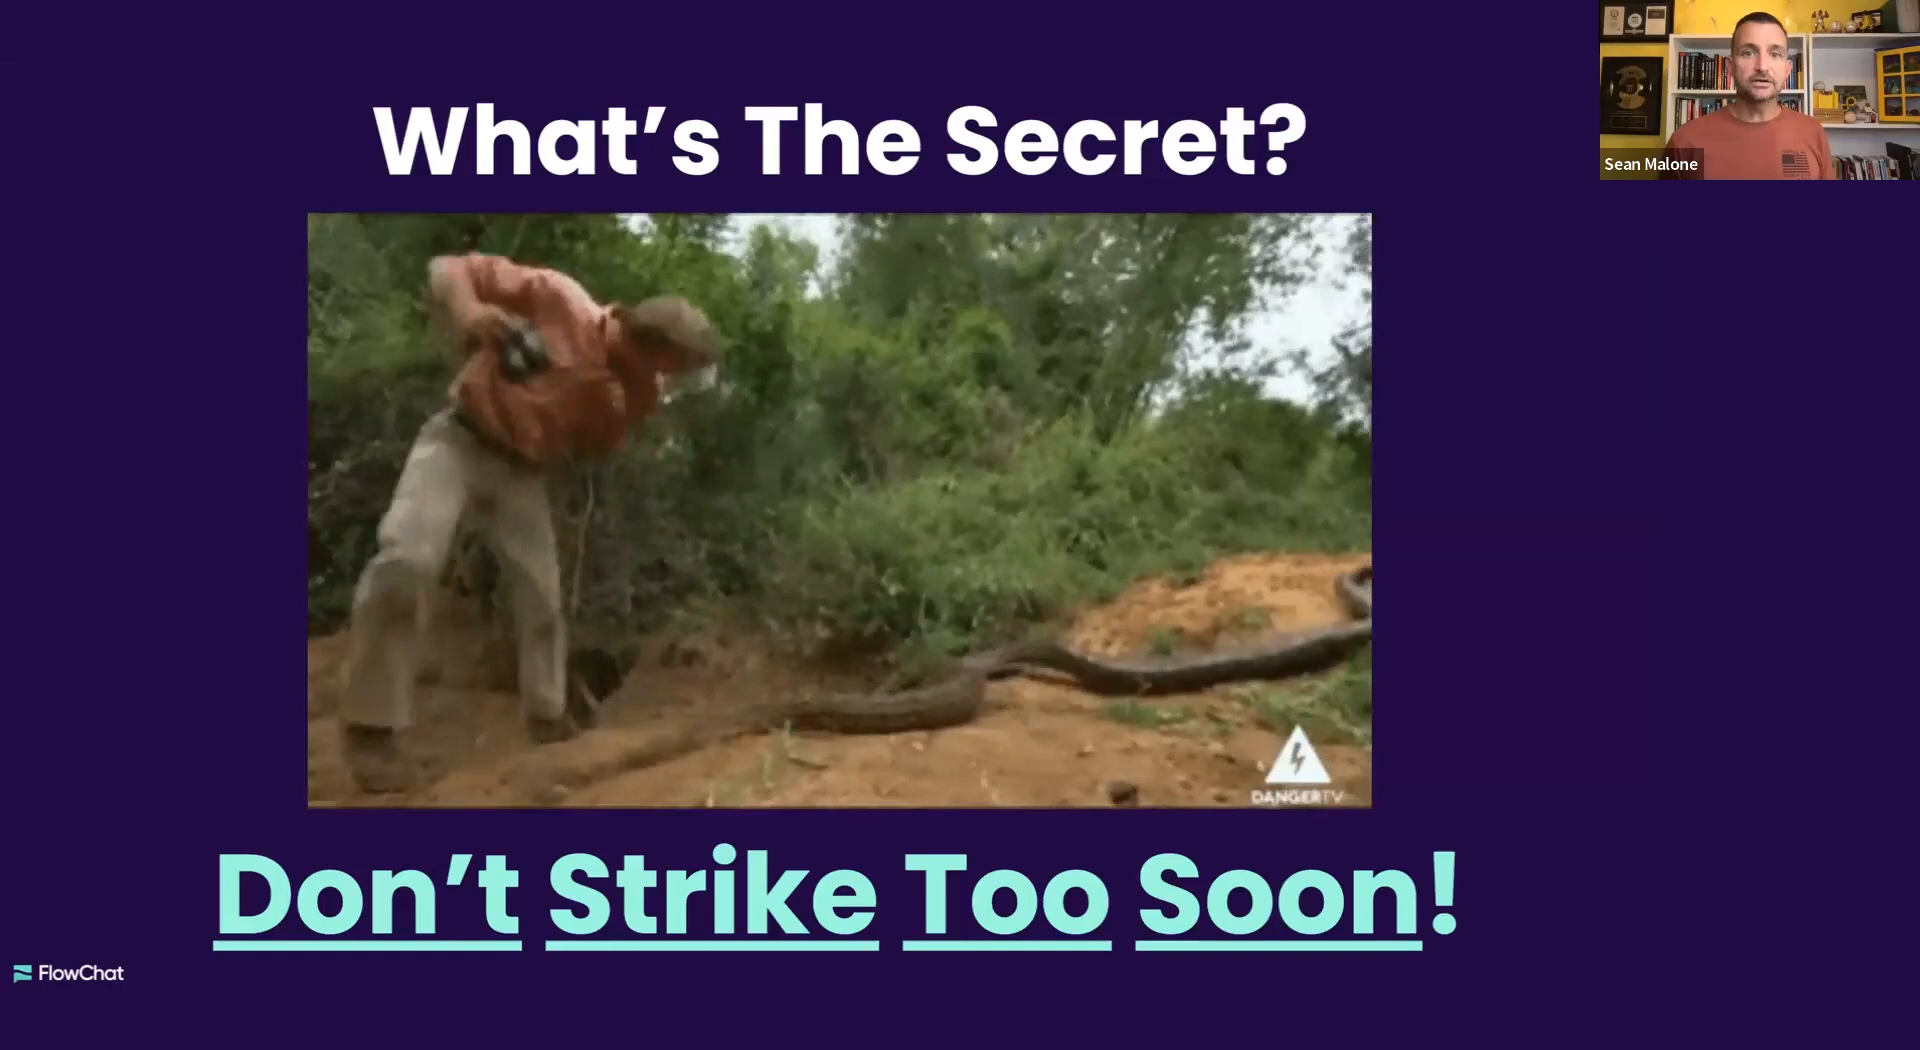 What's The Secret?
Sean Malone
DANGERTV
Don't Strike Too Soon!
FlowChat